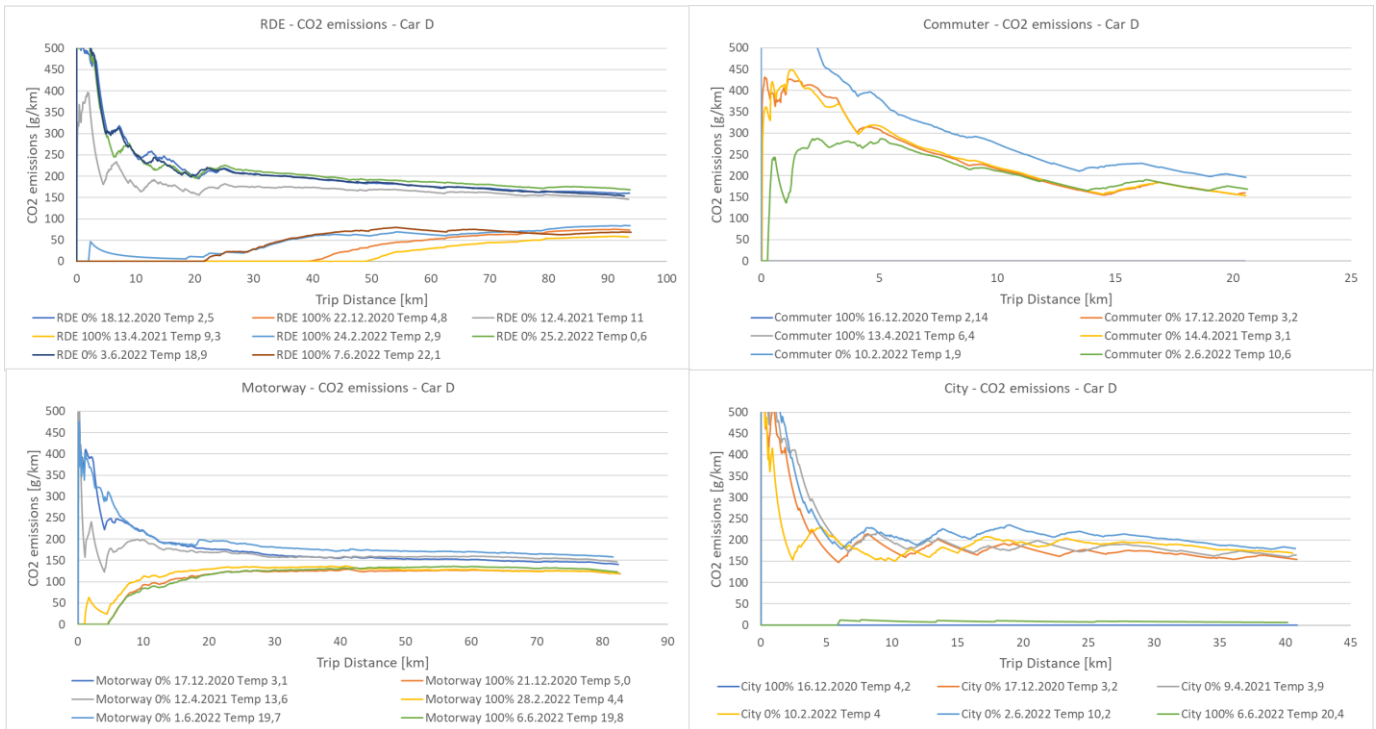 RDE - CO2 emissions - Car D
CO2 emissions [g/km]
500
450
400
350
300
250
200
150
100
50
0
0 10 20 30 40 50 60 70 80 90 100
Trip Distance [km]
RDE 0% 18.12.2020 Temp 2,5 RDE 100% 22.12.2020 Temp 4,8 RDE 0% 12.4.2021 Temp 11
RDE 100% 13.4.2021 Temp 9,3 RDE 100% 24.2.2022 Temp 2,9 RDE 0% 25.2.2022 Temp 0,6
RDE 0% 3.6.2022 Temp 18,9 RDE 100% 7.6.2022 Temp 22,1
Commuter - CO2 emissions - Car D
CO2 emissions [g/km]
500
450
400
350
300
250
200
150
100
50
0
0 5 10 15 20 25
Trip Distance [km]
Commuter 100% 16.12.2020 Temp 2,14 Commuter 0% 17.12.2020 Temp 3,2
Commuter 100% 13.4.2021 Temp 6,4 Commuter 0% 14.4.2021 Temp 3,1
Commuter 0% 10.2.2022 Temp 1,9 Commuter 0% 2.6.2022 Temp 10,6
Motorway - CO2 emissions - Car D
CO2 emissions [g/km]
500
450
400
350
300
250
200
150
100
50
0
0 10 20 30 40 50 60 70 80 90
Trip Distance [km]
Motorway 0% 17.12.2020 Temp 3,1 Motorway 100% 21.12.2020 Temp 5,0
Motorway 0% 12.4.2021 Temp 13,6 Motorway 100% 28.2.2022 Temp 4,4
Motorway 0% 1.6.2022 Temp 19,7 Motorway 100% 6.6.2022 Temp 19,8
City - CO2 emissions - Car D
CO2 emissions [g/km]
500
450
400
350
300
250
200
150
100
50
0
0 5 10 15 20 25 30 35 40 45
Trip Distance [km]
City 100% 16.12.2020 Temp 4,2 City 0% 17.12.2020 Temp 3,2 City 0% 9.4.2021 Temp 3,9
City 0% 10.2.2022 Temp 4 City 0% 2.6.2022 Temp 10,2 City 100% 6.6.2022 Temp 20,4